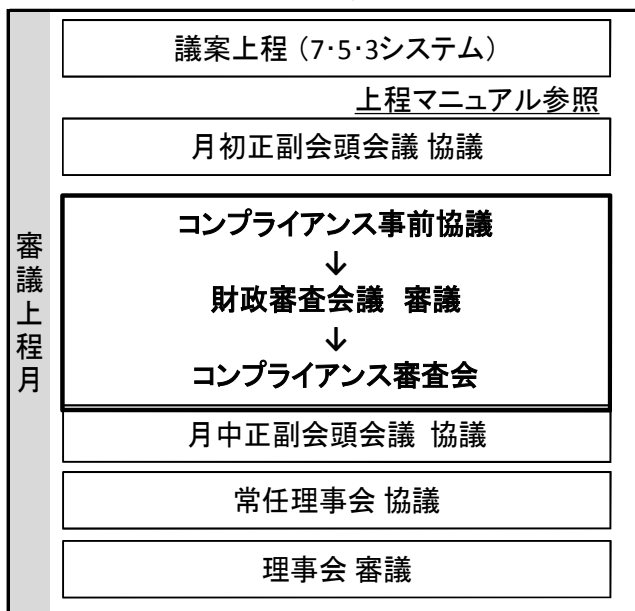 議案上程（7･5･3システム）
上程マニュアル参照
月初正副会頭会議 協議
審議上程月
コンプライアンス事前協議
↓
財政審査会議 審議
↓
コンプライアンス審査会
月中正副会頭会議 協議
常任理事会 協議
理事会 審議